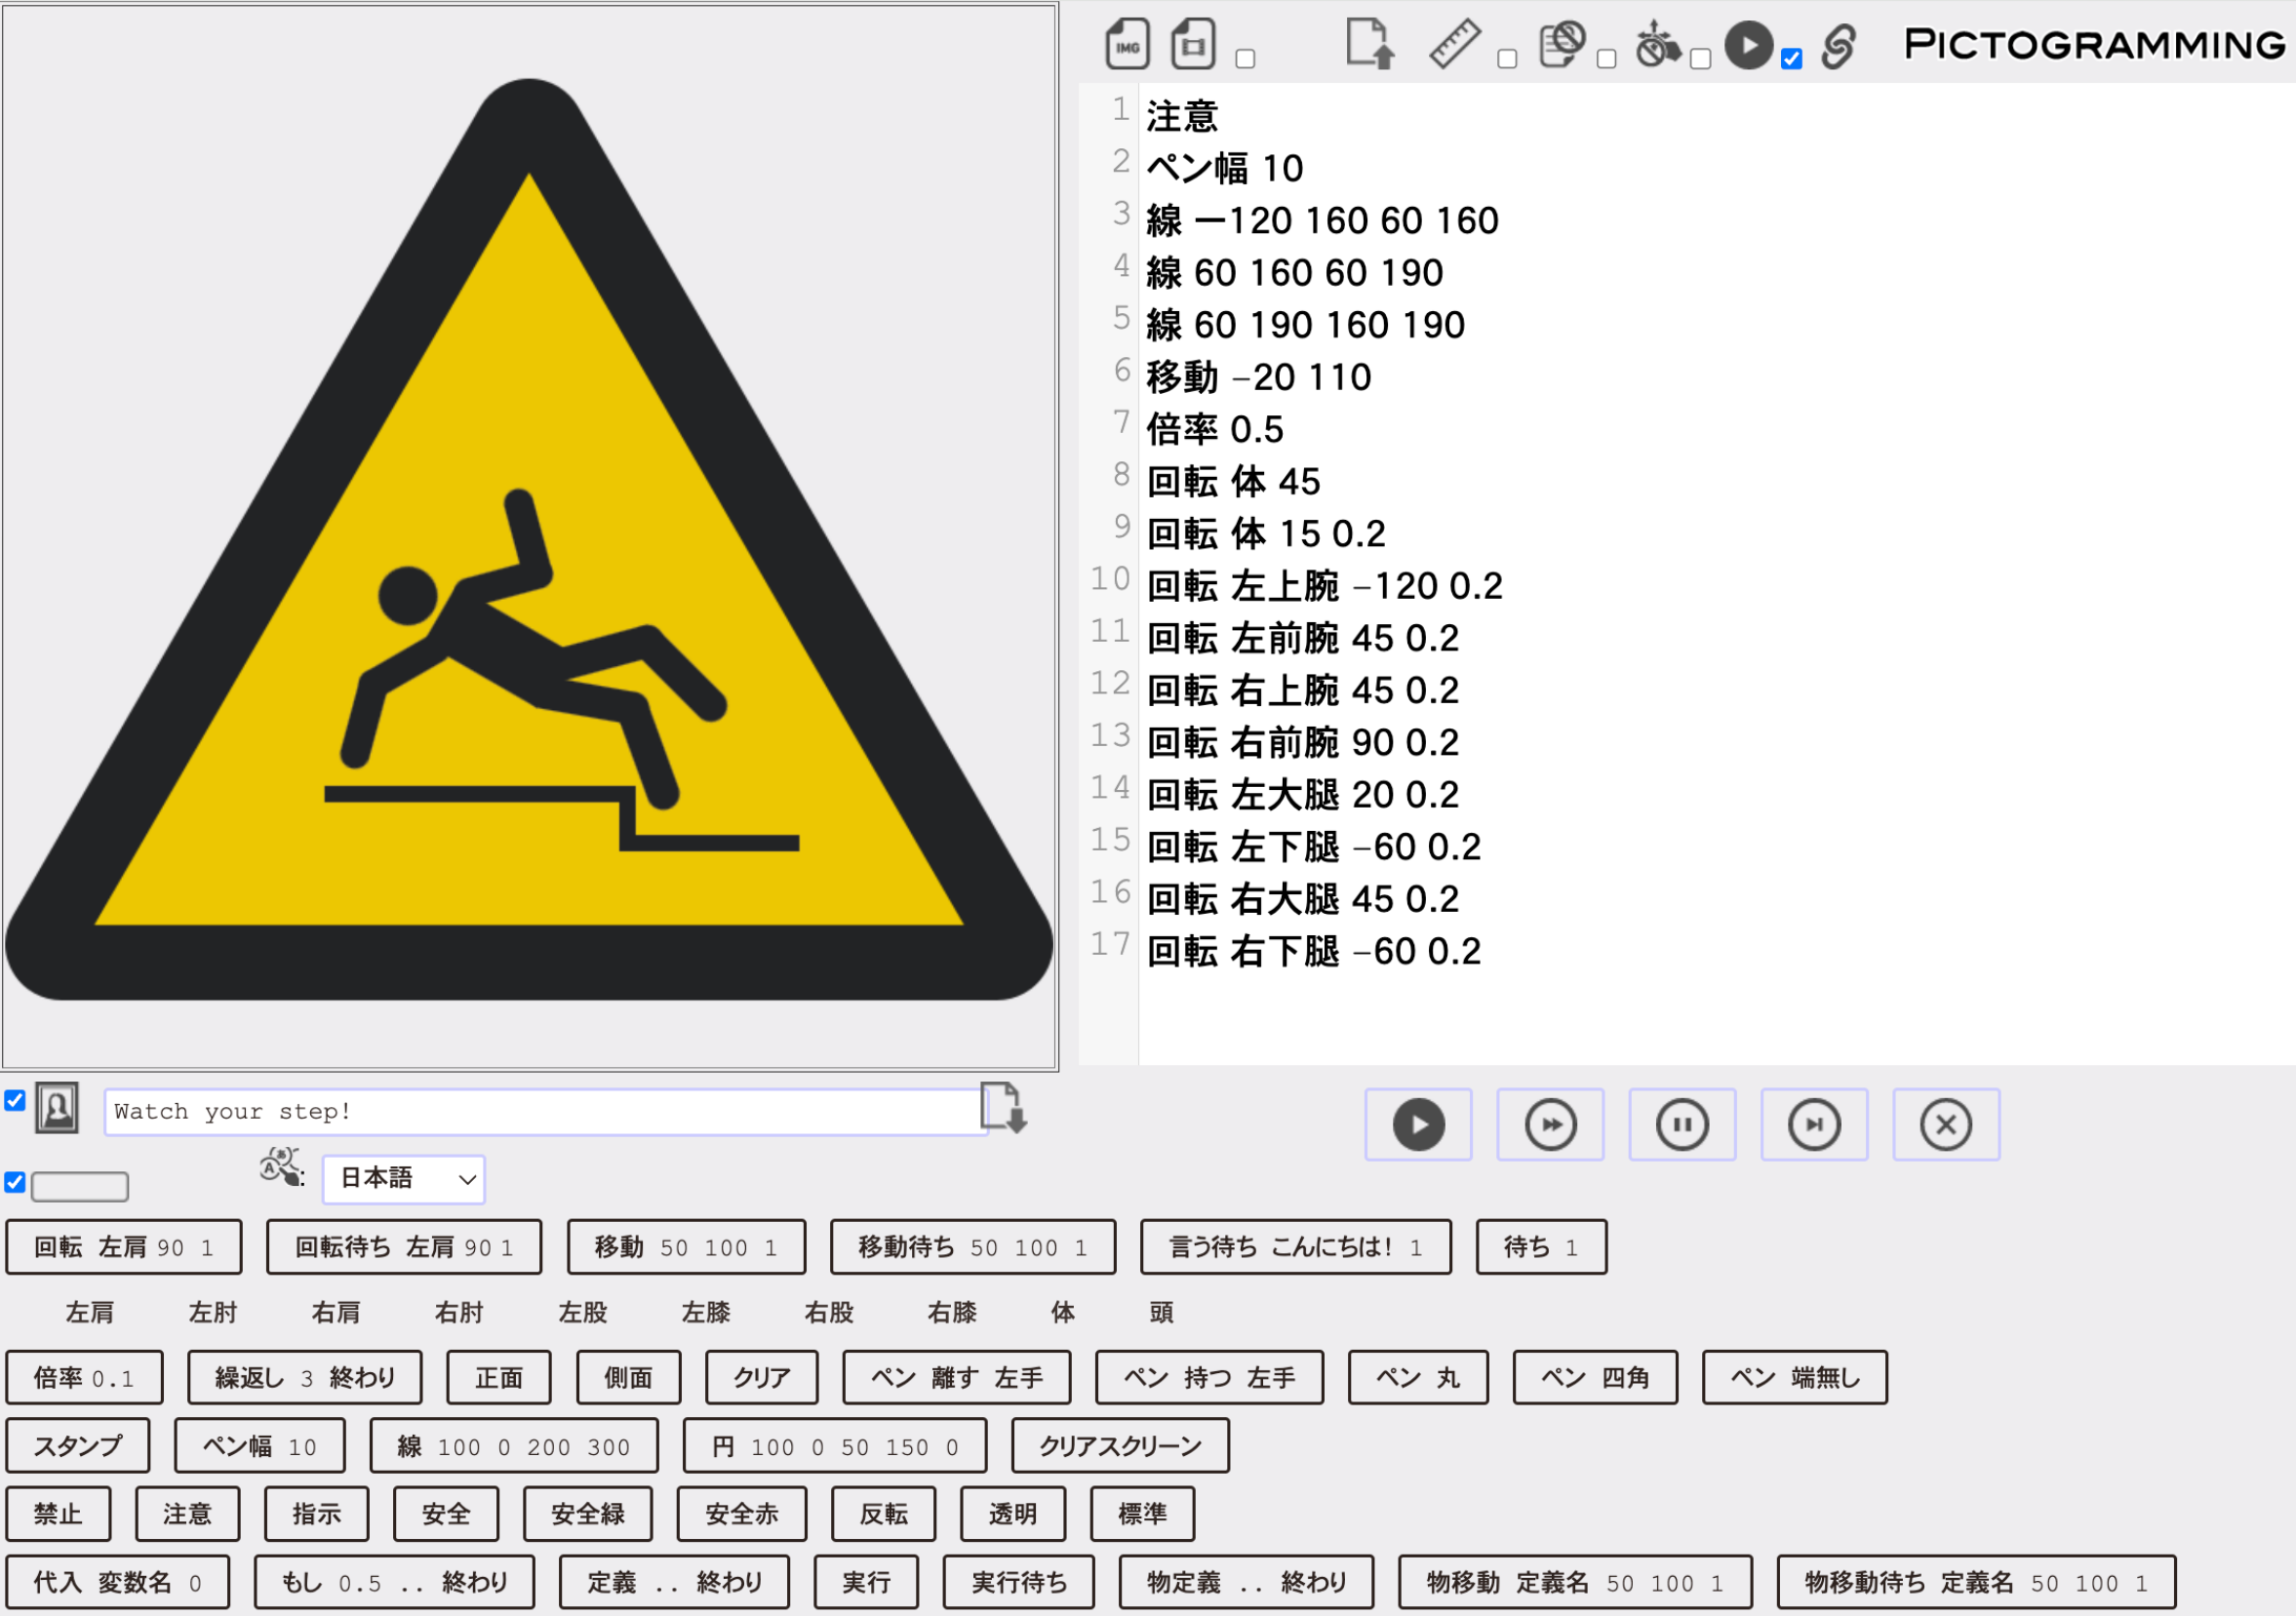 IMG
PICTOGRAMMING
1 注意
2 ペン幅 10
3 線 ー120 160 60 160
4 線 60 160 60 190
5 線 60 190 160 190
6 移動 −20 110
7 倍率 0.5
8 回転 体 45
9 回転 体 15 0.2
10 回転 左上腕 −120 0.2
11 回転 左前腕 45 0.2
12 回転 右上腕 45 0.2
13 回転 右前腕 90 0.2
14 回転 左大腿 20 0.2
15 回転 左下腿 −60 0.2
16 回転 右大腿 45 0.2
17 回転 右下腿 −60 0.2
Watch your step!
A あ : 日本語
回転 左肩 90 1 回転待ち 左肩 90 1 移動 50 100 1 移動待ち 50 100 1 言う待ち こんにちは! 1 待ち 1
左肩 左肘 右肩 右肘 左股 左膝 右股 右膝 体 頭
倍率 0.1 繰返し 3 終わり 正面 側面 クリア ペン 離す 左手 ペン 持つ 左手 ペン 丸 ペン 四角 ペン 端無し
スタンプ ペン幅 10 線 100 0 200 300 円 100 0 50 150 0 クリアスクリーン
禁止 注意 指示 安全 安全緑 安全赤 反転 透明 標準
代入 変数名 0 もし 0.5 .. 終わり 定義 .. 終わり 実行 実行待ち 物定義 .. 終わり 物移動 定義名 50 100 1 物移動待ち 定義名 50 100 1